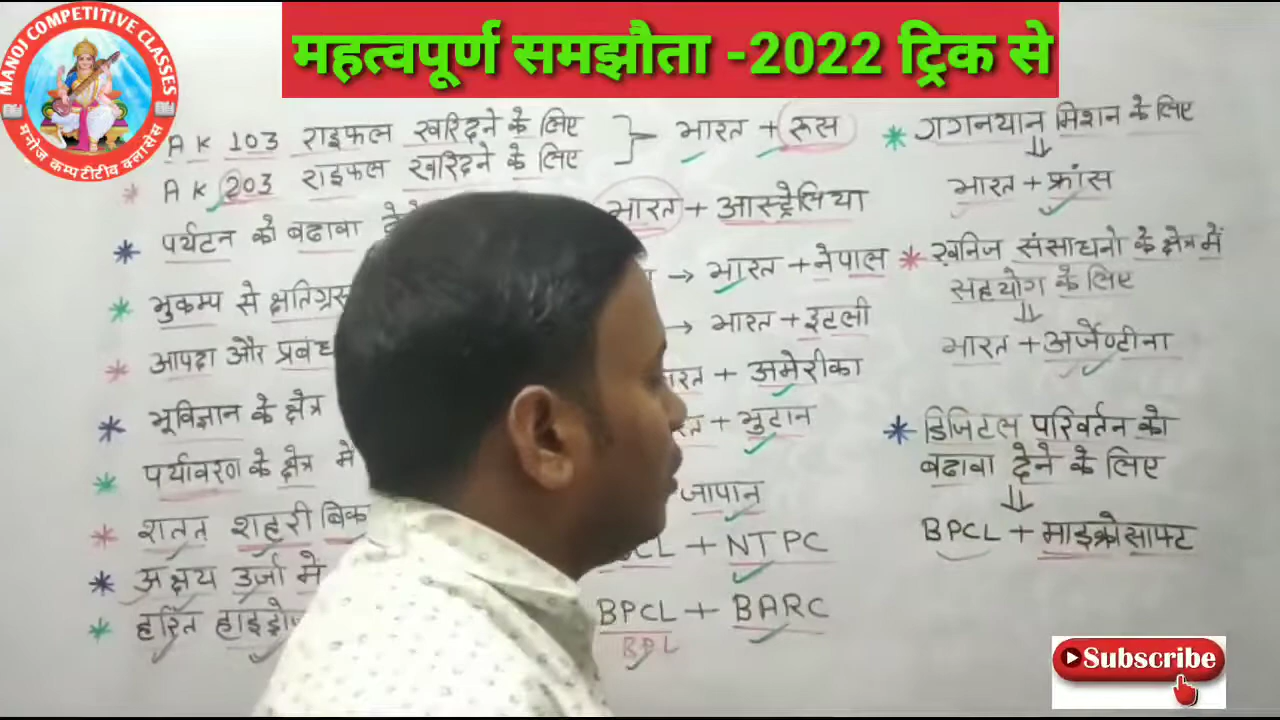 महत्वपूर्ण समझौता -2022 ट्रिक से
MANOJ COMPETITIVE CLASSES
मनोज कम्पटीटीव क्लासेस
AK 103 राइफल खरिदने के लिए
* AK 203 राइफल खरिदने के लिए
} भारत + रूस
* पर्यटन को बढावा
भारत + आस्ट्रेलिया
* भुकम्प से क्षतिग्रस्
→ भारत + नेपाल
* आपदा और प्रबंध
→ भारत + इटली
* भूविज्ञान के क्षेत्र
+ अमेरीका
* पर्यावरण के क्षेत्र में
+ भुटान
* शतत शहरी बिक
जापान
* अक्षय उर्जा में
CL + NTPC
* हरित हाइड्रो
BPCL + BARC
BPL
* गगनयान मिशन के लिए
⇓
भारत + फ्रांस
* खनिज संसाधनो के क्षेत्र में
सहयोग के लिए
⇓
भारत + अर्जेण्टीना
* डिजिटल परिवर्तन को
बढावा देने के लिए
⇓
BPCL + माइक्रोसाफ्ट
Subscribe